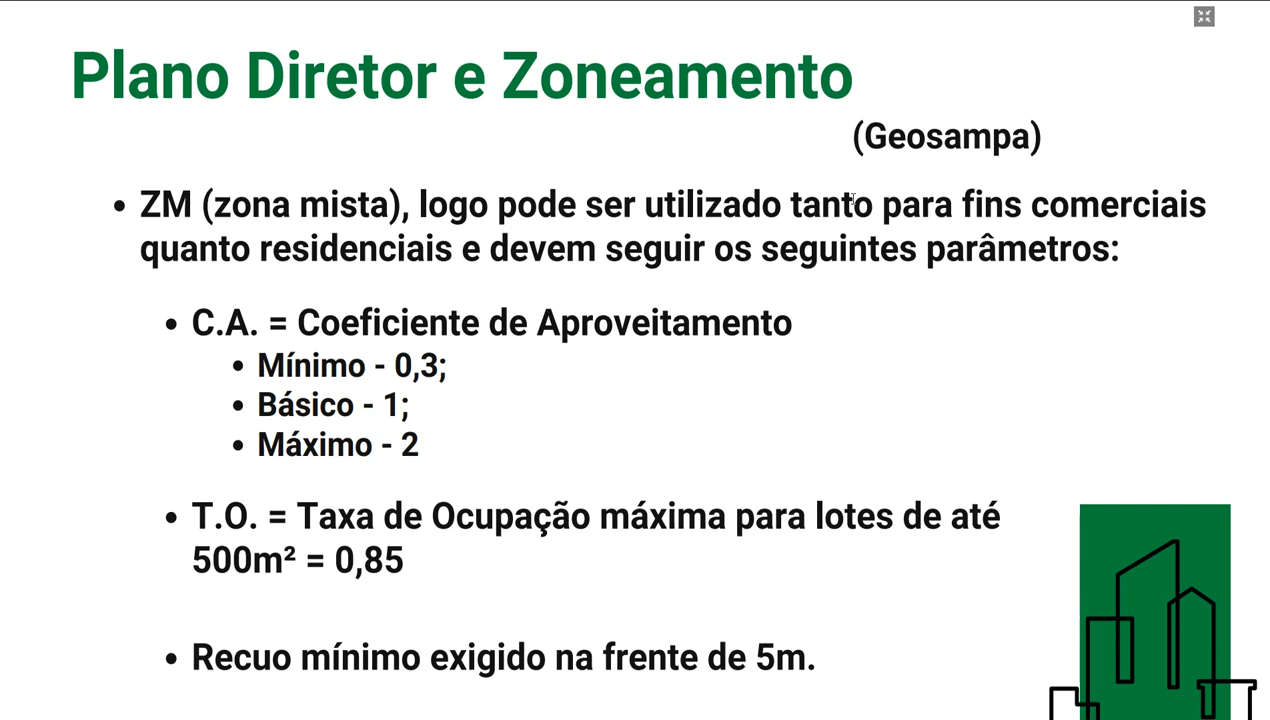 Plano Diretor e Zoneamento
(Geosampa)
• ZM (zona mista), logo pode ser utilizado tanto para fins comerciais
quanto residenciais e devem seguir os seguintes parâmetros:
• C.A. = Coeficiente de Aproveitamento
• Mínimo - 0,3;
• Básico - 1;
• Máximo - 2
• T.O. = Taxa de Ocupação máxima para lotes de até
500m² = 0,85
• Recuo mínimo exigido na frente de 5m.